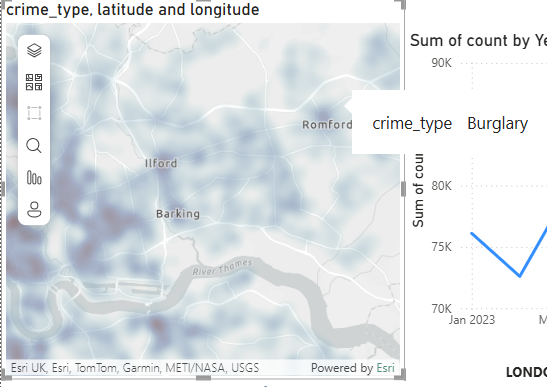 crime_type, latitude and longitude
Sum of count by Ye
90K
crime_type Burglary
Romford
Ilford
Barking
Sum of cou
80K
75K
River Thames
70K
Jan 2023
M
Esri UK, Esri, TomTom, Garmin, METI/NASA, USGS
Powered by Esri
LONDO